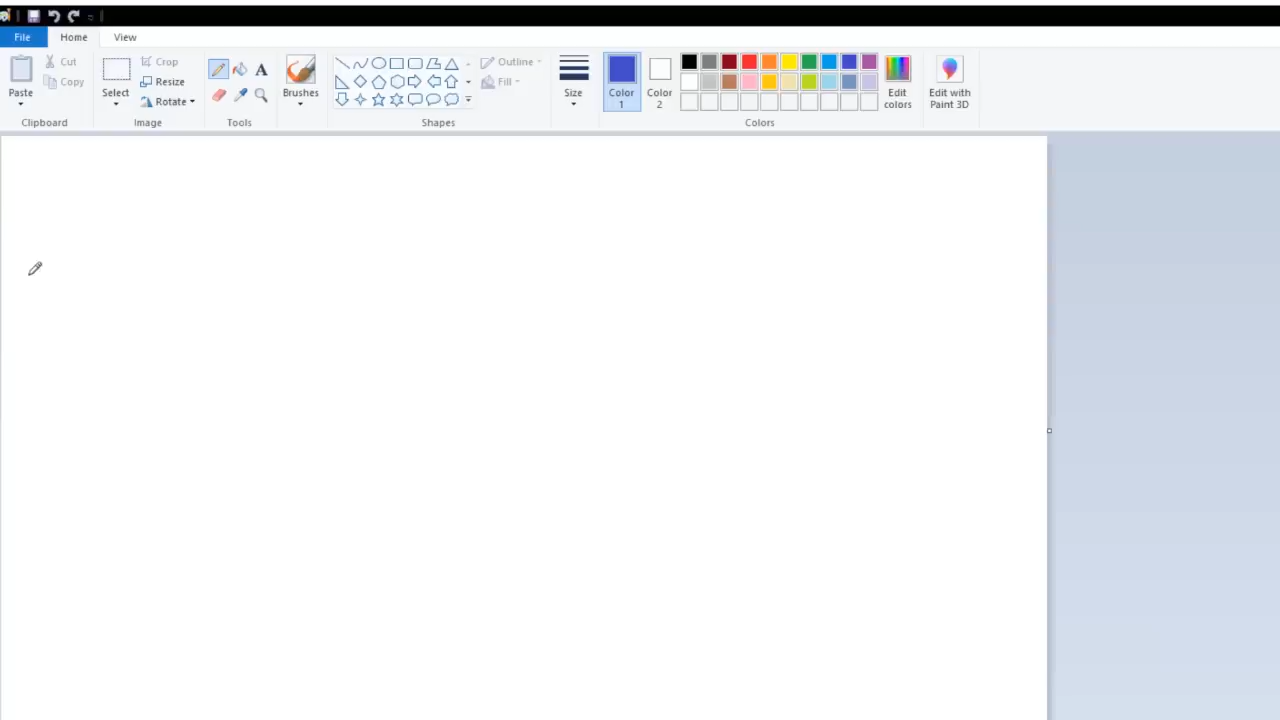 File Home View
Paste
Cut
Copy
Clipboard
Select
Crop
Resize
Rotate
Image
A
Tools
Brushes
Shapes
Outline
Fill
Size
Color
1
Color
2
Colors
Edit
colors
Edit with
Paint 3D